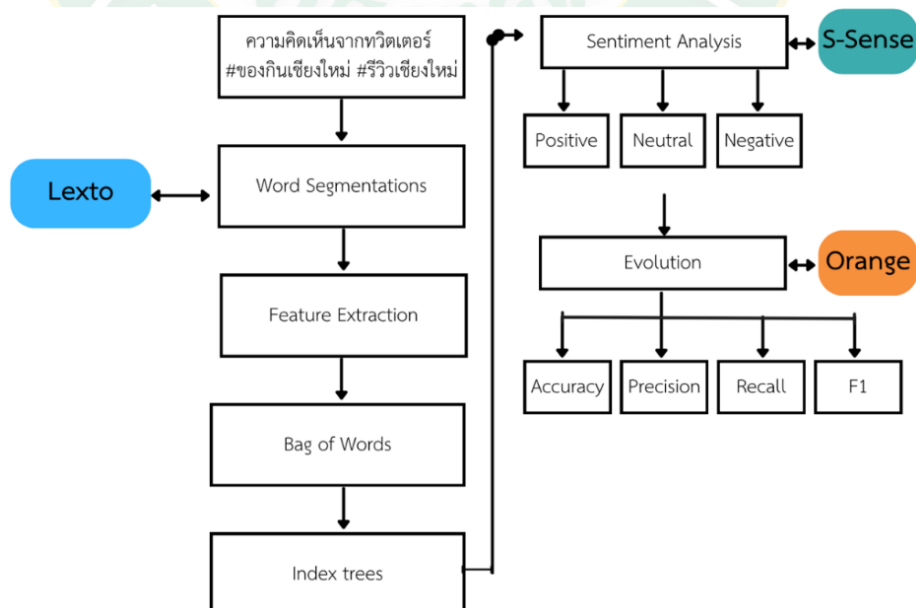 ความคิดเห็นจากทวิตเตอร์
#ของกินเชียงใหม่ #รีวิวเชียงใหม่
Lexto
Word Segmentations
Feature Extraction
Bag of Words
Index trees
Sentiment Analysis
S-Sense
Positive
Neutral
Negative
Evolution
Orange
Accuracy
Precision
Recall
F1